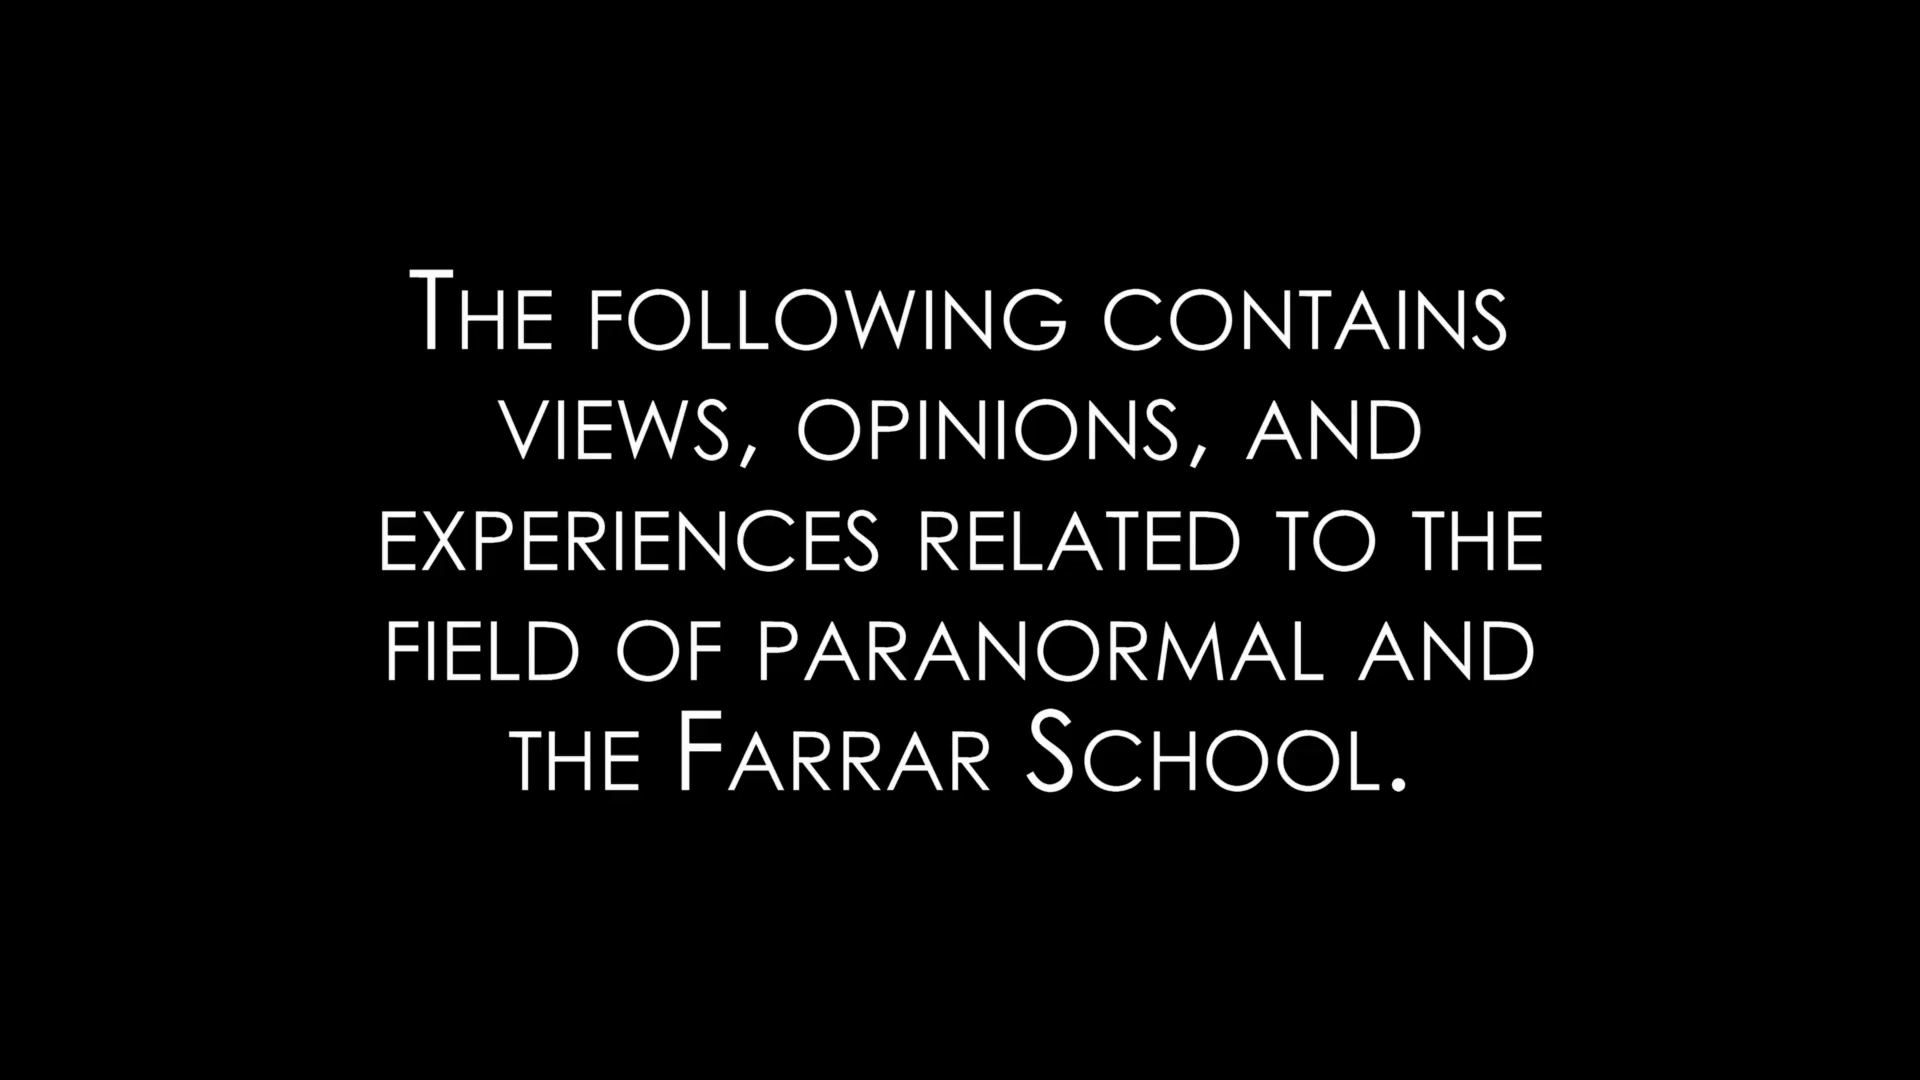 The following contains
views, opinions, and
experiences related to the
field of paranormal and
the Farrar School.